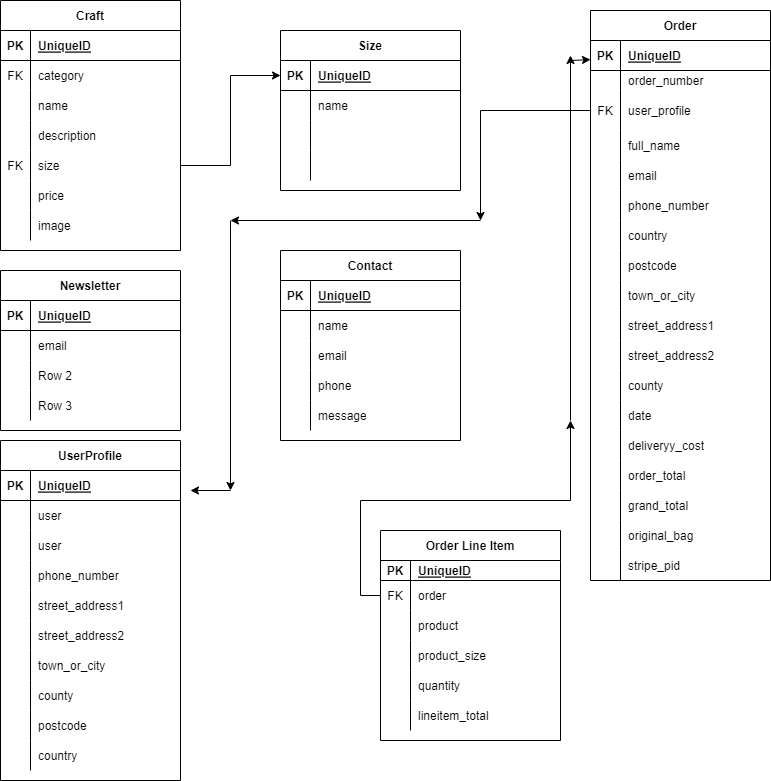 Craft
PK UniqueID
FK category
name
description
FK size
price
image
Size
PK UniqueID
name
Order
PK UniqueID
order_number
FK user_profile
full_name
email
phone_number
country
postcode
town_or_city
street_address1
street_address2
county
date
deliveryy_cost
order_total
grand_total
original_bag
stripe_pid
Newsletter
PK UniqueID
email
Row 2
Row 3
Contact
PK UniqueID
name
email
phone
message
UserProfile
PK UniqueID
user
user
phone_number
street_address1
street_address2
town_or_city
county
postcode
country
Order Line Item
PK UniqueID
FK order
product
product_size
quantity
lineitem_total